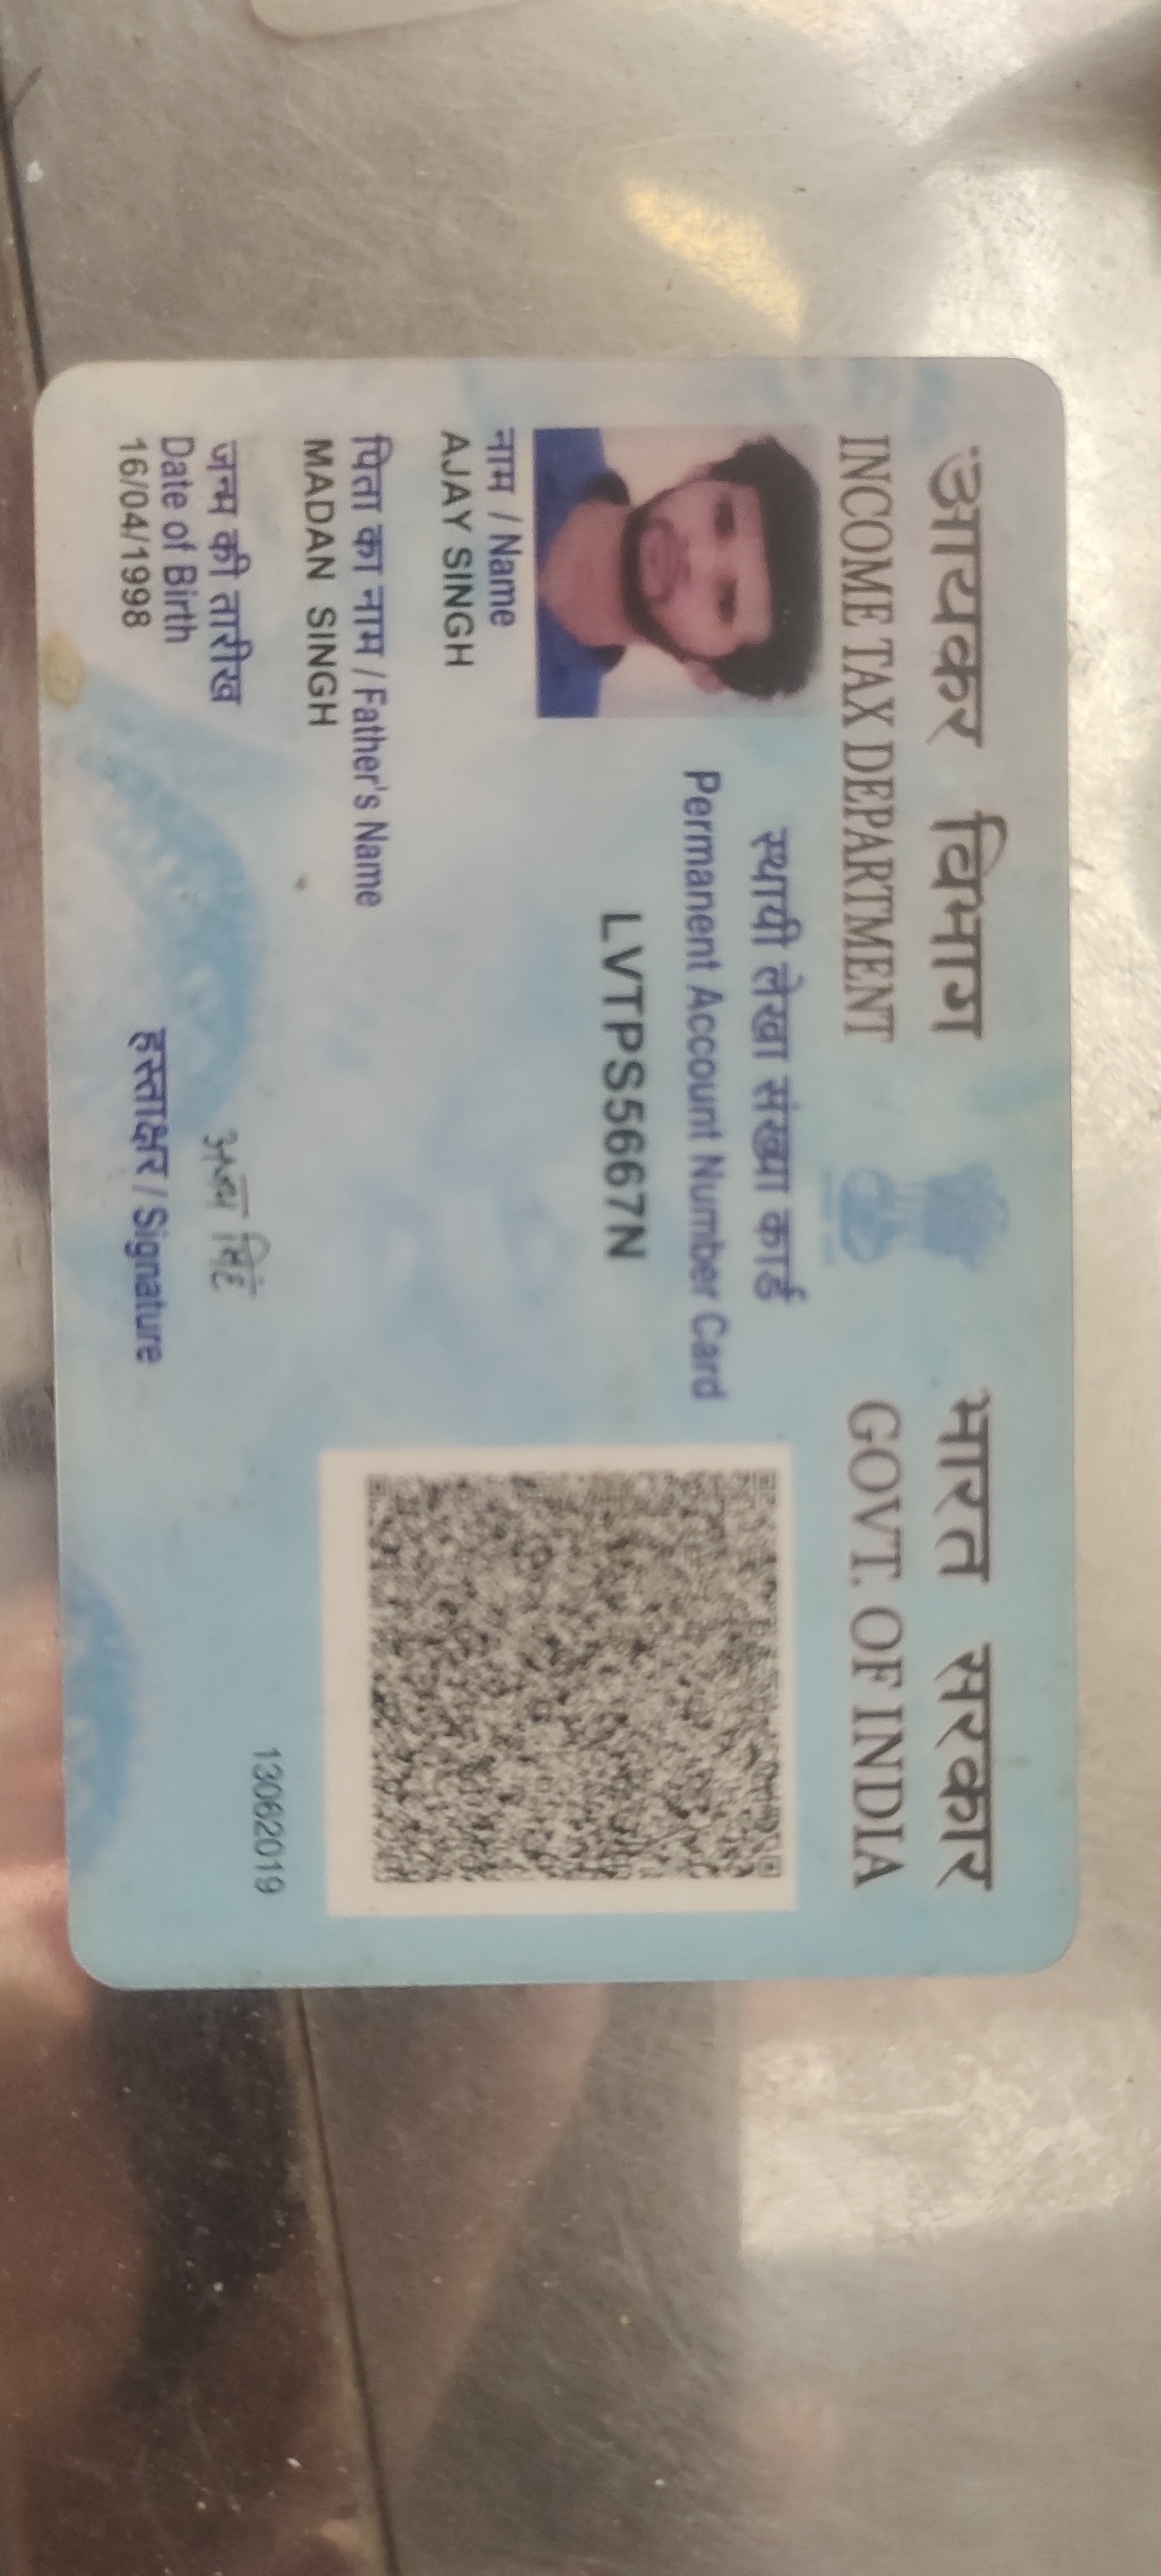 आयकर विभाग
INCOME TAX DEPARTMENT
भारत सरकार
GOVT. OF INDIA
स्थायी लेखा संख्या कार्ड
Permanent Account Number Card
LVTPS5667N
नाम / Name
AJAY SINGH
पिता का नाम / Father's Name
MADAN SINGH
जन्म की तारीख
Date of Birth
16/04/1998
हस्ताक्षर / Signature
13062019